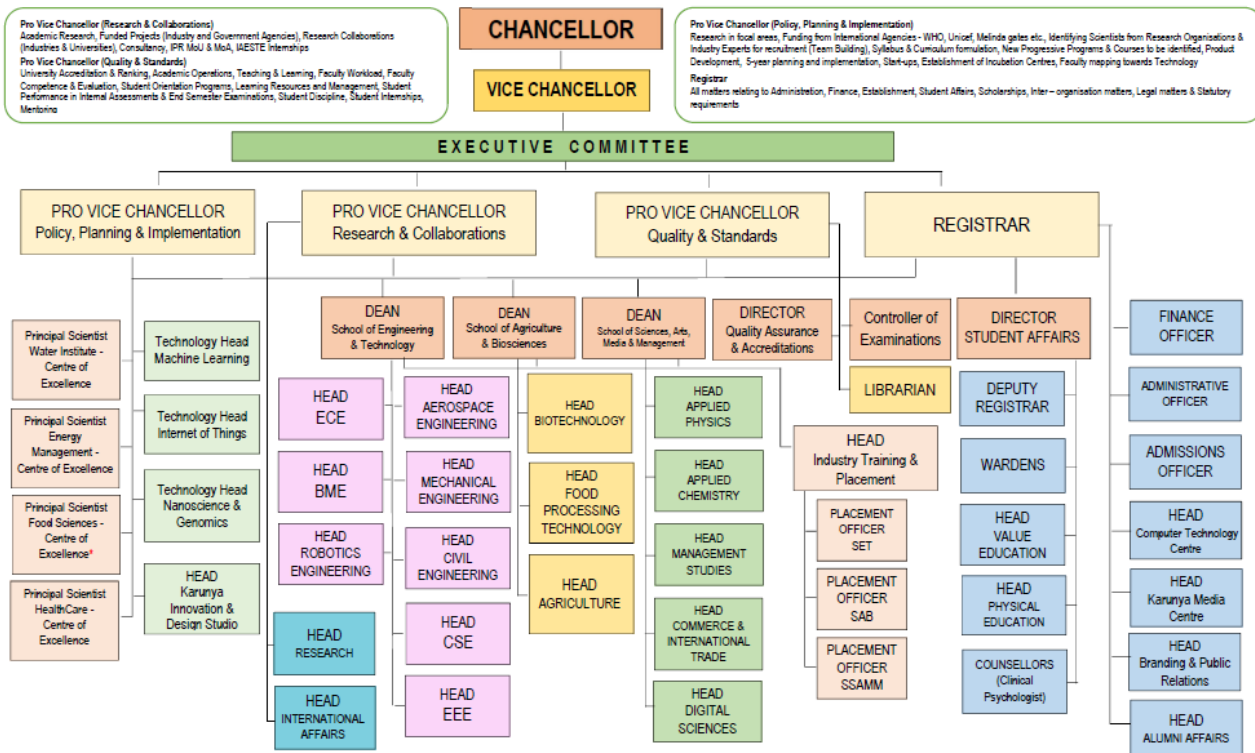 Pro Vice Chancellor (Research & Collaborations)
Academic Research, Funded Projects (Industry and Government Agencies), Research Collaborations
(Industries & Universities), Consultancy, IPR MoU & MoA, IAESTE Internships
Pro Vice Chancellor (Quality & Standards)
University Accreditation & Ranking, Academic Operations, Teaching & Learning, Faculty Workload, Faculty
Competence & Evaluation, Student Orientation Programs, Learning Resources and Management, Student
Performance in Internal Assessments & End Semester Examinations, Student Discipline, Student Internships,
Mentoring
CHANCELLOR
VICE CHANCELLOR
Pro Vice Chancellor (Policy, Planning & Implementation)
Research in focal areas, Funding from International Agencies - WHO, Unicef, Melinda gates etc., Identifying Scientists from Research Organisations &
Industry Experts for recruitment (Team Building), Syllabus & Curriculum formulation, New Progressive Programs & Courses to be identified, Product
Development, 5-year planning and implementation, Start-ups, Establishment of Incubation Centres, Faculty mapping towards Technology
Registrar
All matters relating to Administration, Finance, Establishment, Student Affairs, Scholarships, Inter – organisation matters, Legal matters & Statutory
requirements
EXECUTIVE COMMITTEE
PRO VICE CHANCELLOR
Policy, Planning & Implementation
PRO VICE CHANCELLOR
Research & Collaborations
PRO VICE CHANCELLOR
Quality & Standards
REGISTRAR
Principal Scientist
Water Institute -
Centre of
Excellence
Principal Scientist
Energy
Management -
Centre of Excellence
Principal Scientist
Food Sciences -
Centre of
Excellence*
Principal Scientist
HealthCare -
Centre of
Excellence
Technology Head
Machine Learning
Technology Head
Internet of Things
Technology Head
Nanoscience &
Genomics
HEAD
Karunya
Innovation &
Design Studio
DEAN
School of Engineering
& Technology
DEAN
School of Agriculture
& Biosciences
DEAN
School of Sciences, Arts,
Media & Management
DIRECTOR
Quality Assurance
& Accreditations
Controller of
Examinations
LIBRARIAN
DIRECTOR
STUDENT AFFAIRS
HEAD
ECE
HEAD
BME
HEAD
ROBOTICS
ENGINEERING
HEAD
RESEARCH
HEAD
INTERNATIONAL
AFFAIRS
HEAD
AEROSPACE
ENGINEERING
HEAD
MECHANICAL
ENGINEERING
HEAD
CIVIL
ENGINEERING
HEAD
CSE
HEAD
EEE
HEAD
BIOTECHNOLOGY
HEAD
FOOD
PROCESSING
TECHNOLOGY
HEAD
AGRICULTURE
HEAD
APPLIED
PHYSICS
HEAD
APPLIED
CHEMISTRY
HEAD
MANAGEMENT
STUDIES
HEAD
COMMERCE &
INTERNATIONAL
TRADE
HEAD
DIGITAL
SCIENCES
HEAD
Industry Training &
Placement
PLACEMENT
OFFICER
SET
PLACEMENT
OFFICER
SAB
PLACEMENT
OFFICER
SSAMM
DEPUTY
REGISTRAR
WARDENS
HEAD
VALUE
EDUCATION
HEAD
PHYSICAL
EDUCATION
COUNSELLORS
(Clinical
Psychologist)
FINANCE
OFFICER
ADMINISTRATIVE
OFFICER
ADMISSIONS
OFFICER
HEAD
Computer Technology
Centre
HEAD
Karunya Media
Centre
HEAD
Branding & Public
Relations
HEAD
ALUMNI AFFAIRS